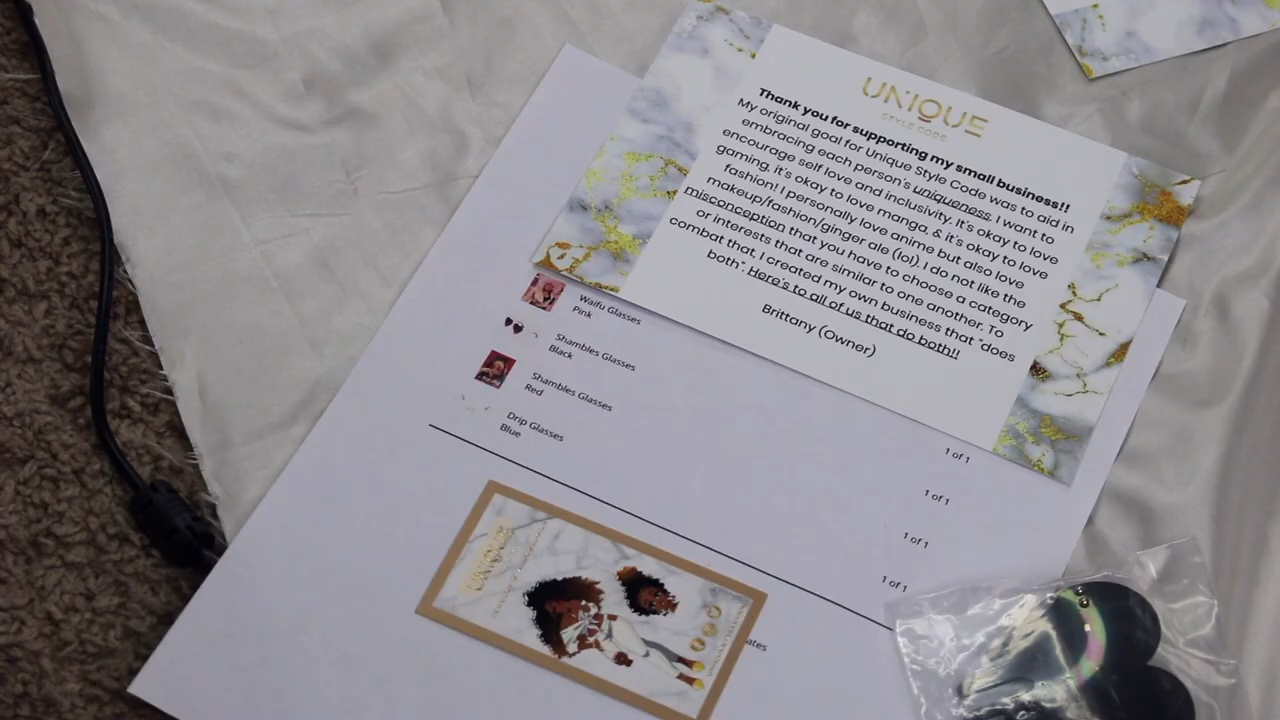 UNIQUE
STYLE CODE
Thank you for supporting my small business!!
My original goal for Unique Style Code was to aid in
embracing each person's uniqueness. I want to
encourage self love and inclusivity. It's okay to love
gaming, it's okay to love manga, & it's okay to love
fashion! I personally love anime but also love
makeup/fashion/ginger ale (lol). I do not like the
misconception that you have to choose a category
or interests that are similar to one another. To
combat that, I created my own business that "does
both". Here's to all of us that do both!!
Brittany (Owner)
Waifu Glasses
Pink
1 of 1
Shambles Glasses
Black
1 of 1
Shambles Glasses
Red
1 of 1
Drip Glasses
Blue
1 of 1
UNIQUE
ates